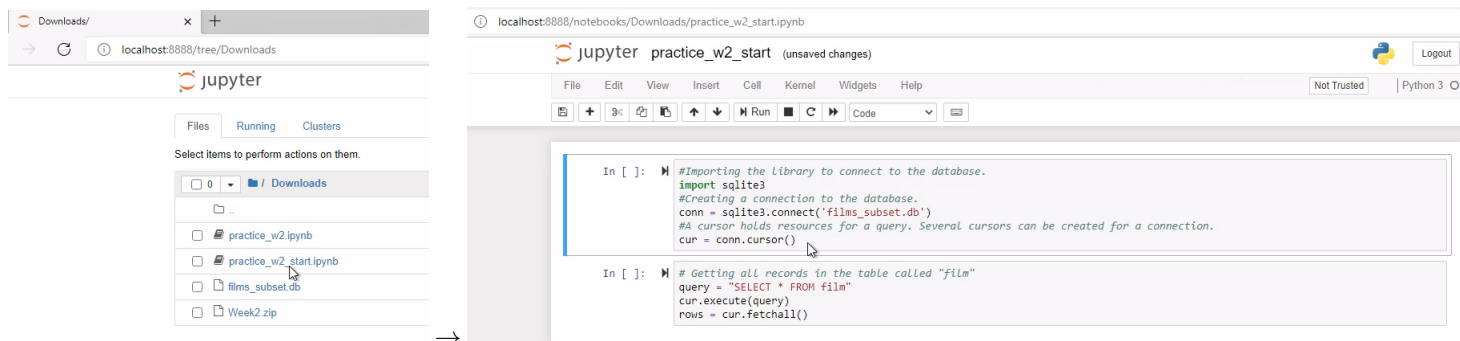 Downloads/
localhost:8888/tree/Downloads
jupyter
Files Running Clusters
Select items to perform actions on them.
0 / Downloads
..
practice_w2.ipynb
practice_w2_start.ipynb
films_subset.db
Week2.zip
→
localhost:8888/notebooks/Downloads/practice_w2_start.ipynb
jupyter practice_w2_start (unsaved changes)
Logout
File Edit View Insert Cell Kernel Widgets Help
Not Trusted
Python 3
Run
Code
In [ ]: #Importing the library to connect to the database.
import sqlite3
#Creating a connection to the database.
conn = sqlite3.connect('films_subset.db')
#A cursor holds resources for a query. Several cursors can be created for a connection.
cur = conn.cursor()
In [ ]: # Getting all records in the table called "film"
query = "SELECT * FROM film"
cur.execute(query)
rows = cur.fetchall()